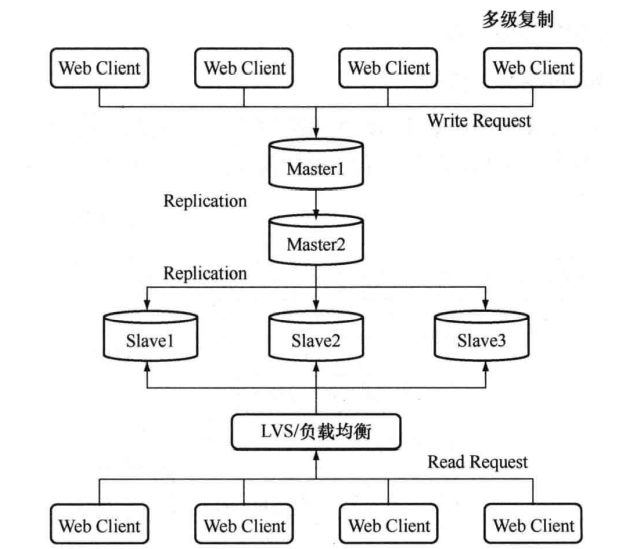 多级复制
Web Client Web Client Web Client Web Client
Write Request
Master1
Replication
Master2
Replication
Slave1 Slave2 Slave3
LVS/负载均衡
Read Request
Web Client Web Client Web Client Web Client